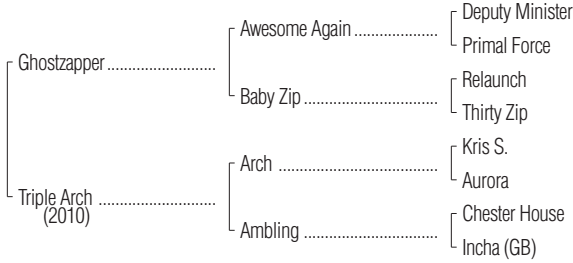 Deputy Minister
Awesome Again ....................
Primal Force
Ghostzapper ..........................
Relaunch
Baby Zip ................................
Thirty Zip
Kris S.
Arch ......................................
Aurora
Triple Arch ............................
(2010)
Chester House
Ambling ................................
Incha (GB)